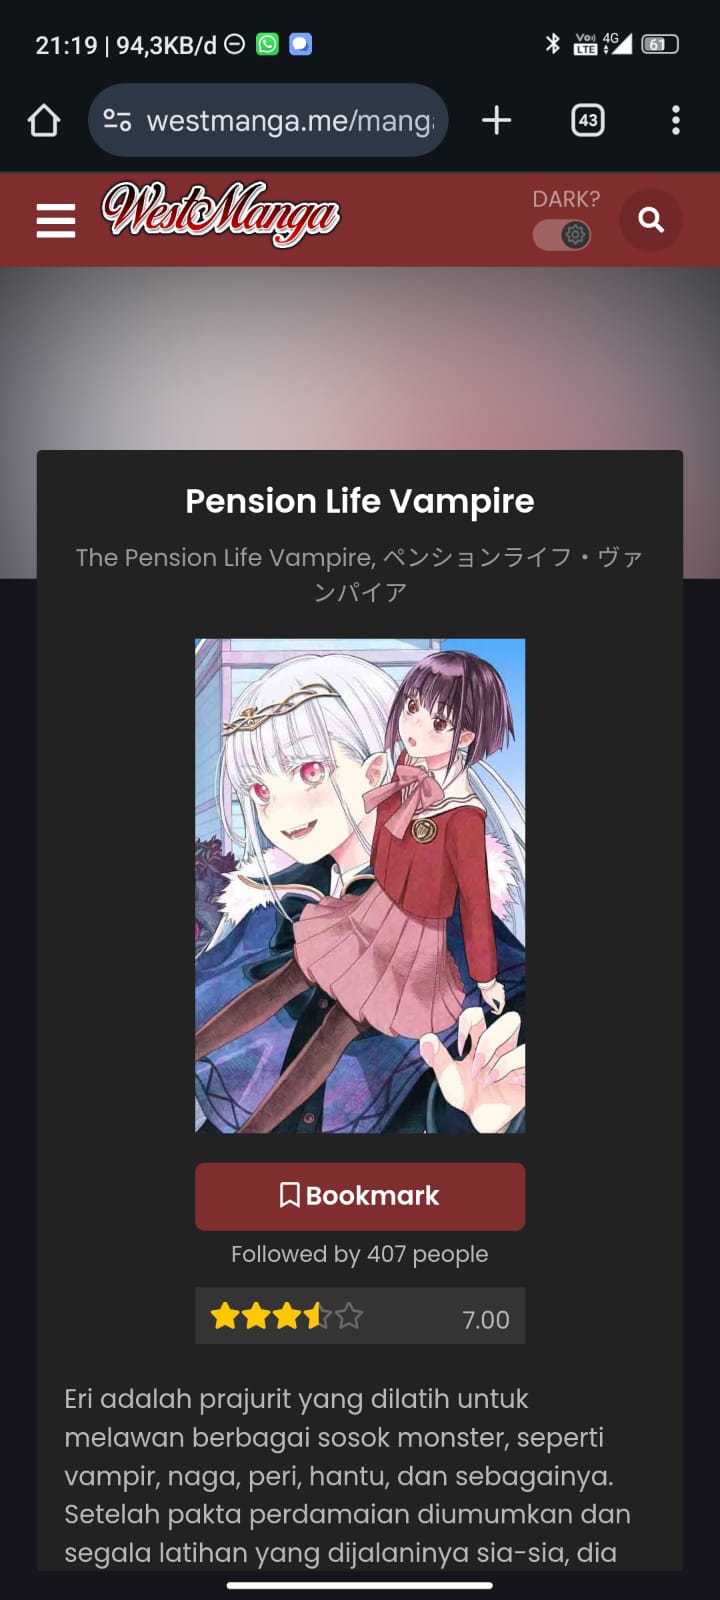 21:19 | 94,3KB/d
Vo))
LTE
4G
61
westmanga.me/mang
43
WestManga
DARK?
Pension Life Vampire
The Pension Life Vampire, ペンションライフ・ヴァ
ンパイア
Bookmark
Followed by 407 people
7.00
Eri adalah prajurit yang dilatih untuk
melawan berbagai sosok monster, seperti
vampir, naga, peri, hantu, dan sebagainya.
Setelah pakta perdamaian diumumkan dan
segala latihan yang dijalaninya sia-sia, dia